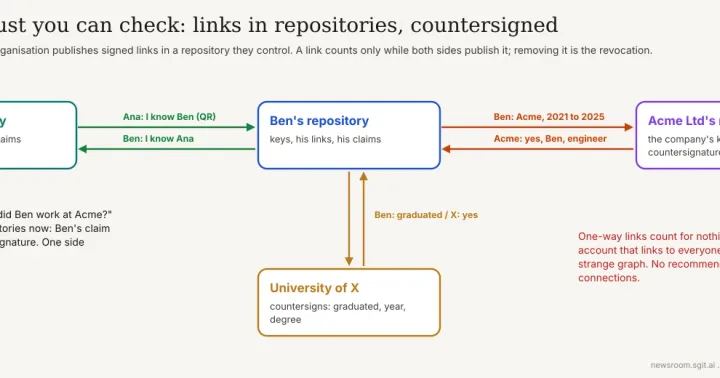 ust you can check: links in repositories, countersigned
ganisation publishes signed links in a repository they control. A link counts only while both sides publish it; removing it is the revocation.
y
aims
Ana: I know Ben (QR)
Ben: I know Ana
Ben's repository
keys, his links, his claims
Ben: Acme, 2021 to 2025
Acme: yes, Ben, engineer
Acme Ltd's r
the company's k
countersignature
did Ben work at Acme?"
tories now: Ben's claim
gnature. One side
Ben: graduated / X: yes
One-way links count for nothi
account that links to everyone
strange graph. No recommen
connections.
University of X
countersigns: graduated, year,
degree
newsroom.sgit.ai